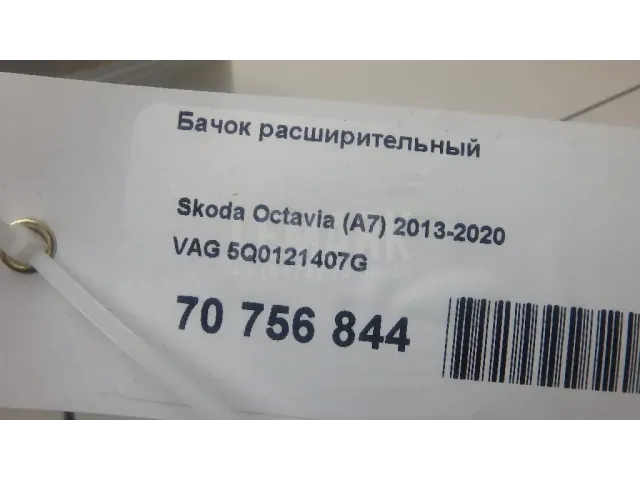 Бачок расширительный
Skoda Octavia (A7) 2013-2020
VAG 5Q0121407G
70 756 844